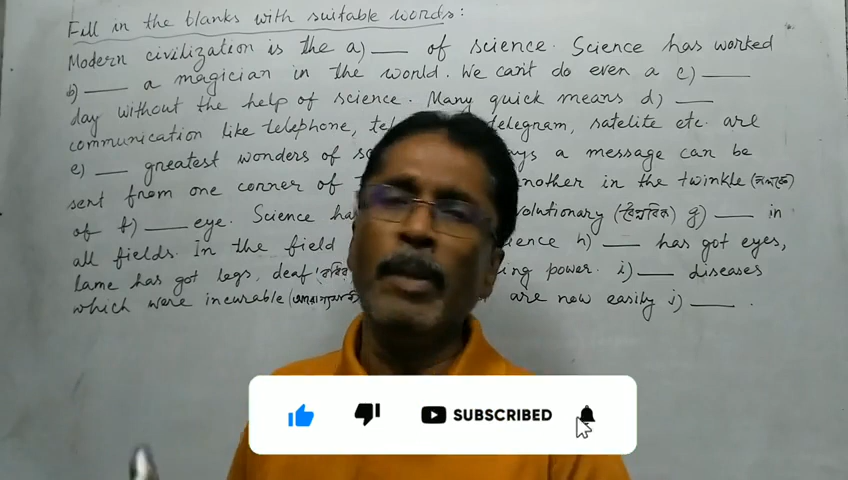 Fill in the blanks with suitable words:
Modern civilization is the a) ___ of science. Science has worked
b) ___ a magician in the world. We can't do even a c) ___
day without the help of science. Many quick means d) ___
communication like telephone, telegram, satelite etc. are
e) ___ greatest wonders of a message can be
sent from one corner of another in the twinkle
of f) ___ eye. Science g) ___ in
all fields. In the field h) ___ has got eyes,
lame has got legs, deaf power. i) ___ diseases
which were incurable are now easily j) ___ .
SUBSCRIBED